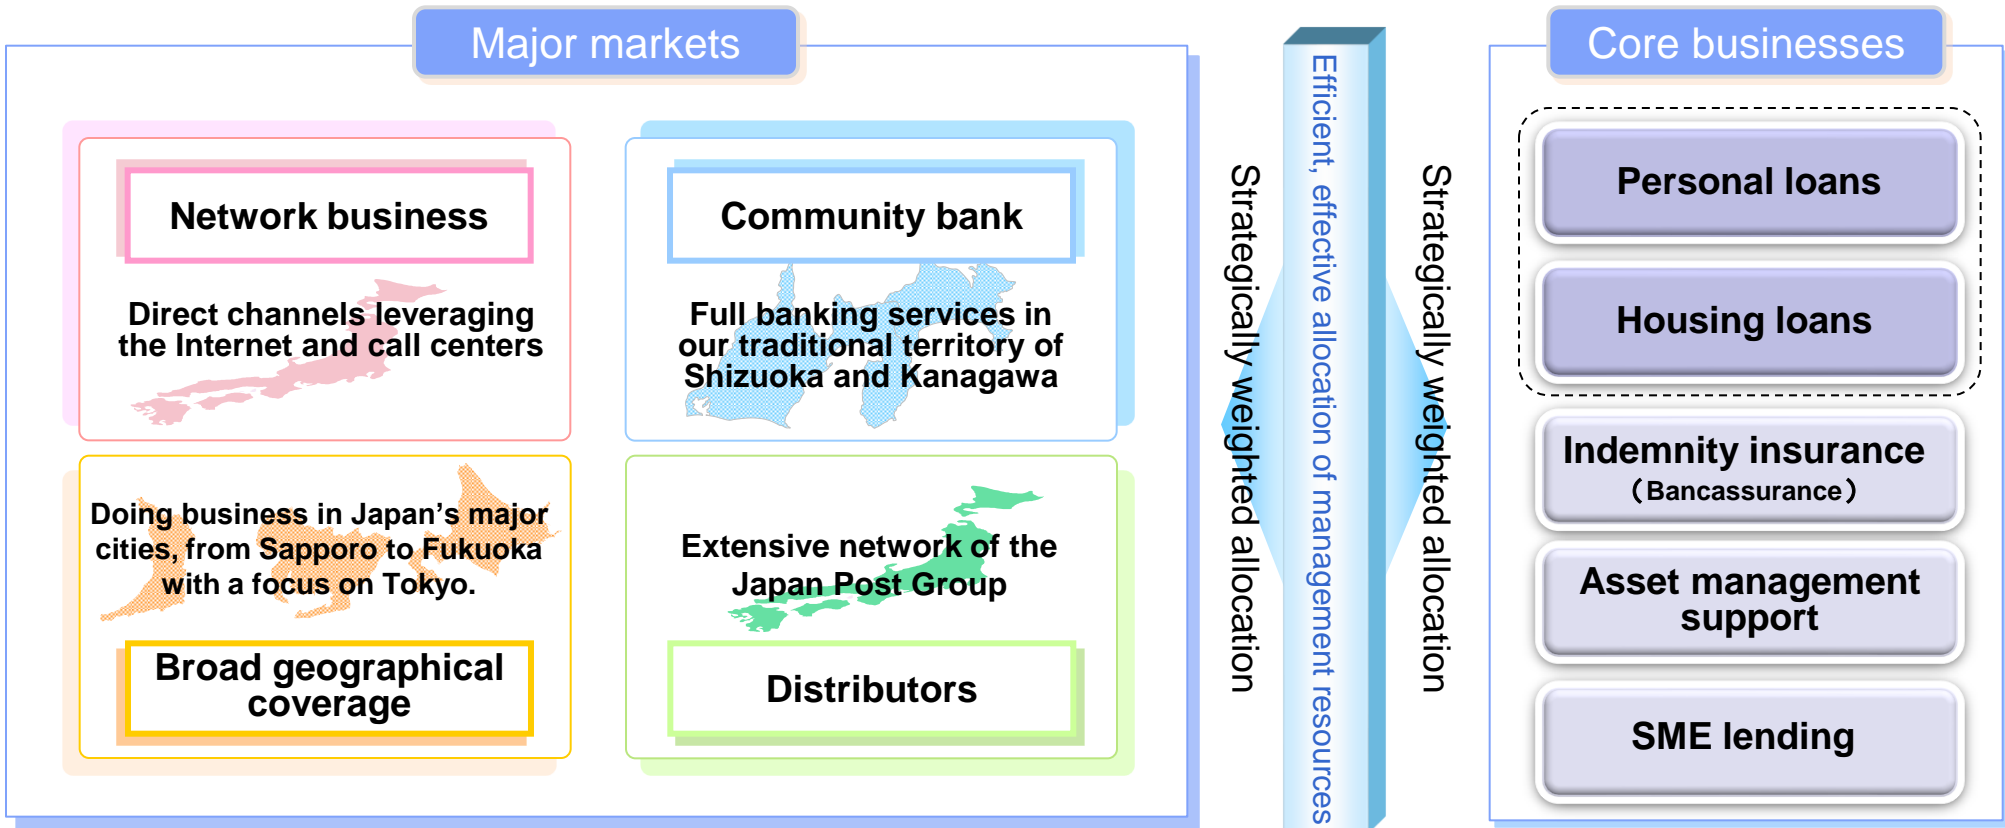 Major markets
Network business
Direct channels leveraging
the Internet and call centers
Community bank
Full banking services in
our traditional territory of
Shizuoka and Kanagawa
Doing business in Japan’s major
cities, from Sapporo to Fukuoka
with a focus on Tokyo.
Broad geographical
coverage
Extensive network of the
Japan Post Group
Distributors
Strategically weighted allocation
Efficient, effective allocation of management resources
Strategically weighted allocation
Core businesses
Personal loans
Housing loans
Indemnity insurance
（Bancassurance）
Asset management
support
SME lending